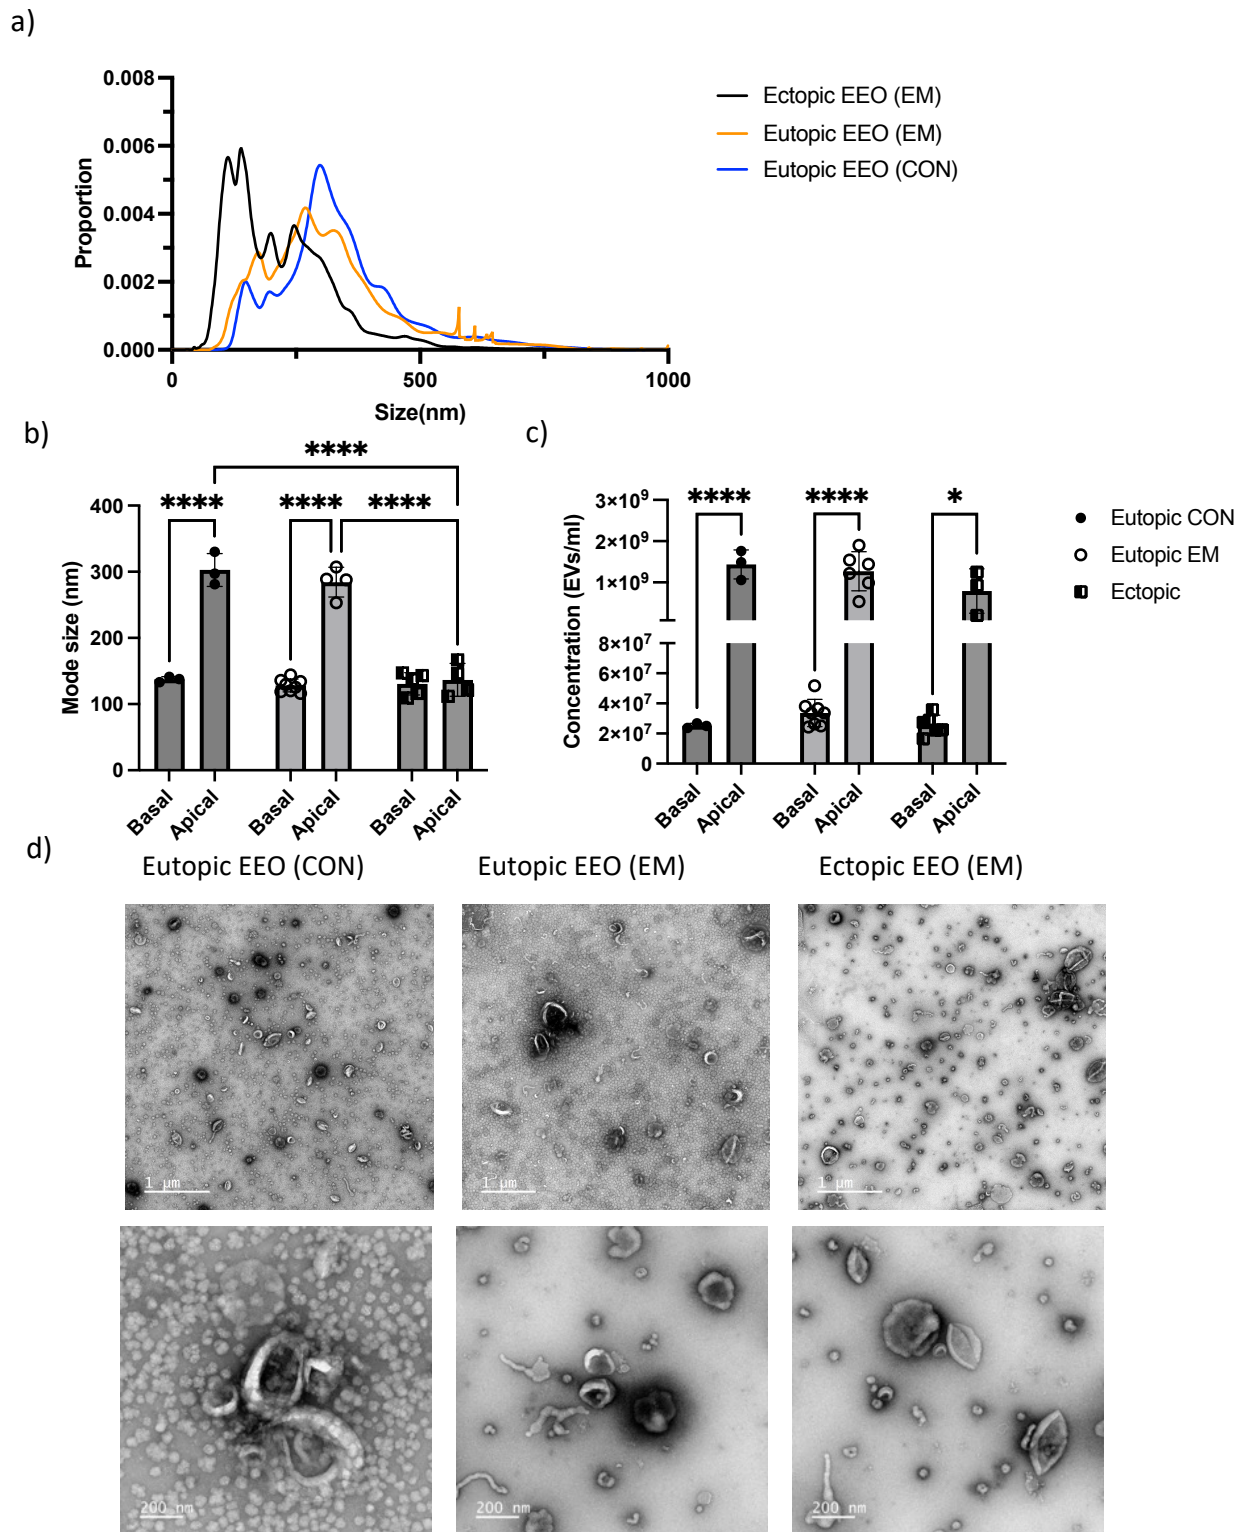 a)
0.008
0.006
0.004
0.002
0.000
Proportion
0
500
1000
Size(nm)
Ectopic EEO (EM)
Eutopic EEO (EM)
Eutopic EEO (CON)
b)
****
****
****
****
400
300
200
100
0
Mode size (nm)
Basal
Apical
Basal
Apical
Basal
Apical
c)
****
****
*
3×10⁹
2×10⁹
1×10⁹
8×10⁷
6×10⁷
4×10⁷
2×10⁷
0
Concentration (EVs/ml)
Basal
Apical
Basal
Apical
Basal
Apical
Eutopic CON
Eutopic EM
Ectopic
d)
Eutopic EEO (CON)
Eutopic EEO (EM)
Ectopic EEO (EM)
1 µm
1 µm
1 µm
200 nm
200 nm
200 nm